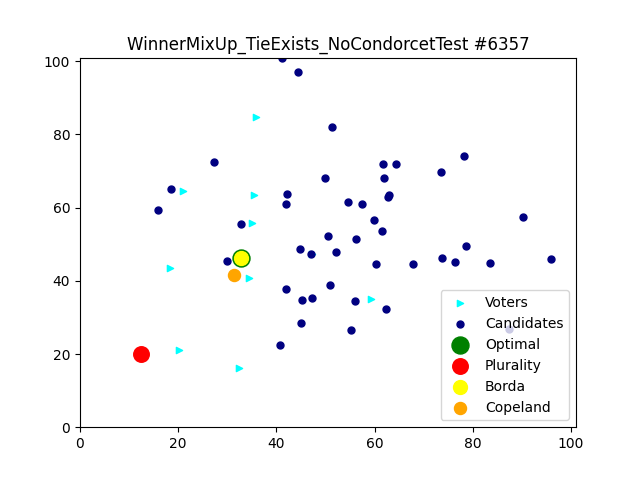 WinnerMixUp_TieExists_NoCondorcetTest #6357
100
80
60
40
20
0
Voters
Candidates
Optimal
Plurality
Borda
Copeland
0 20 40 60 80 100